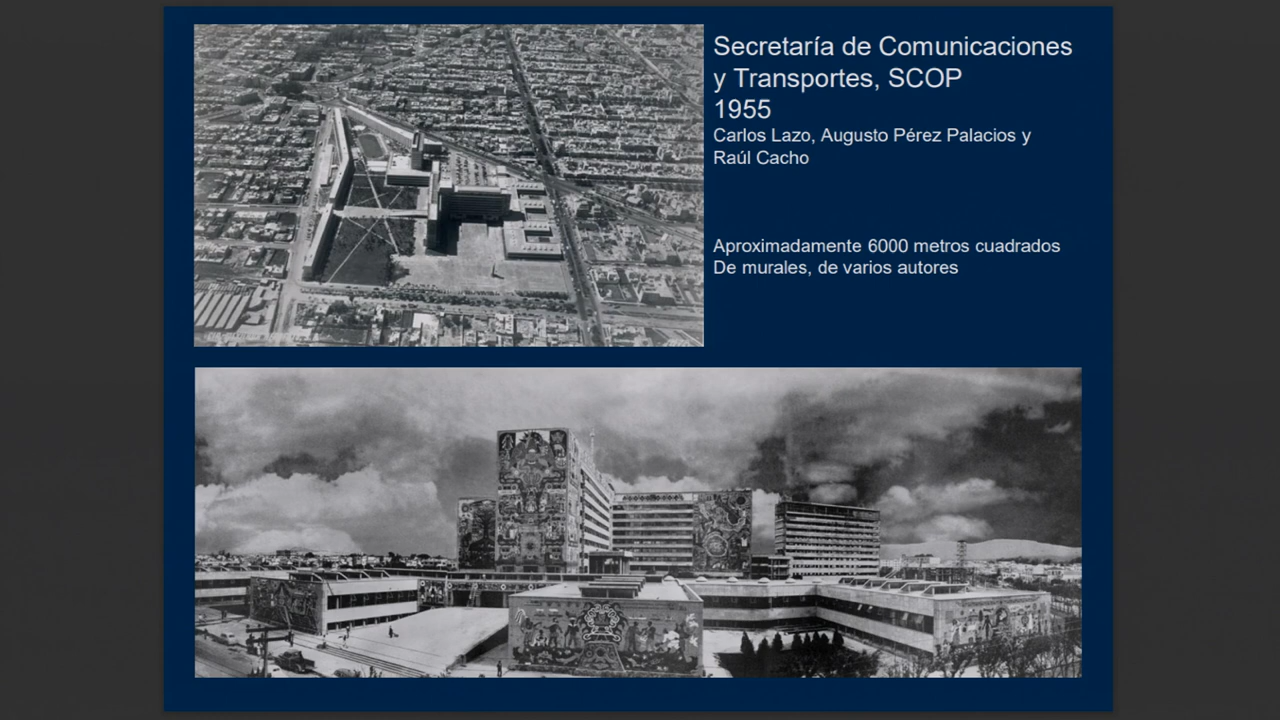 Secretaría de Comunicaciones
y Transportes, SCOP
1955
Carlos Lazo, Augusto Pérez Palacios y
Raúl Cacho
Aproximadamente 6000 metros cuadrados
De murales, de varios autores